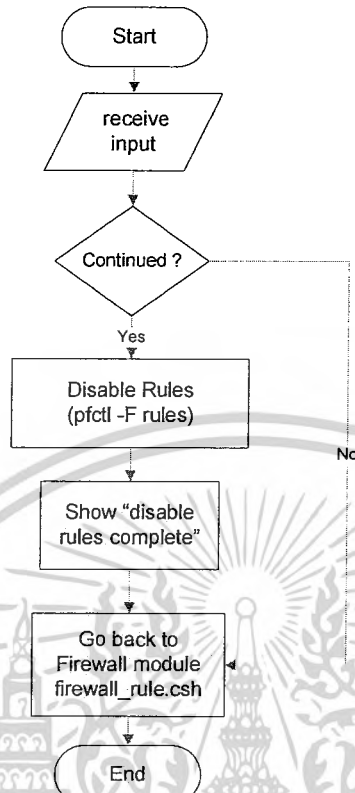 Start
receive
input
Continued ?
Yes
Disable Rules
(pfctl -F rules)
No
Show “disable
rules complete”
Go back to
Firewall module
firewall_rule.csh
End